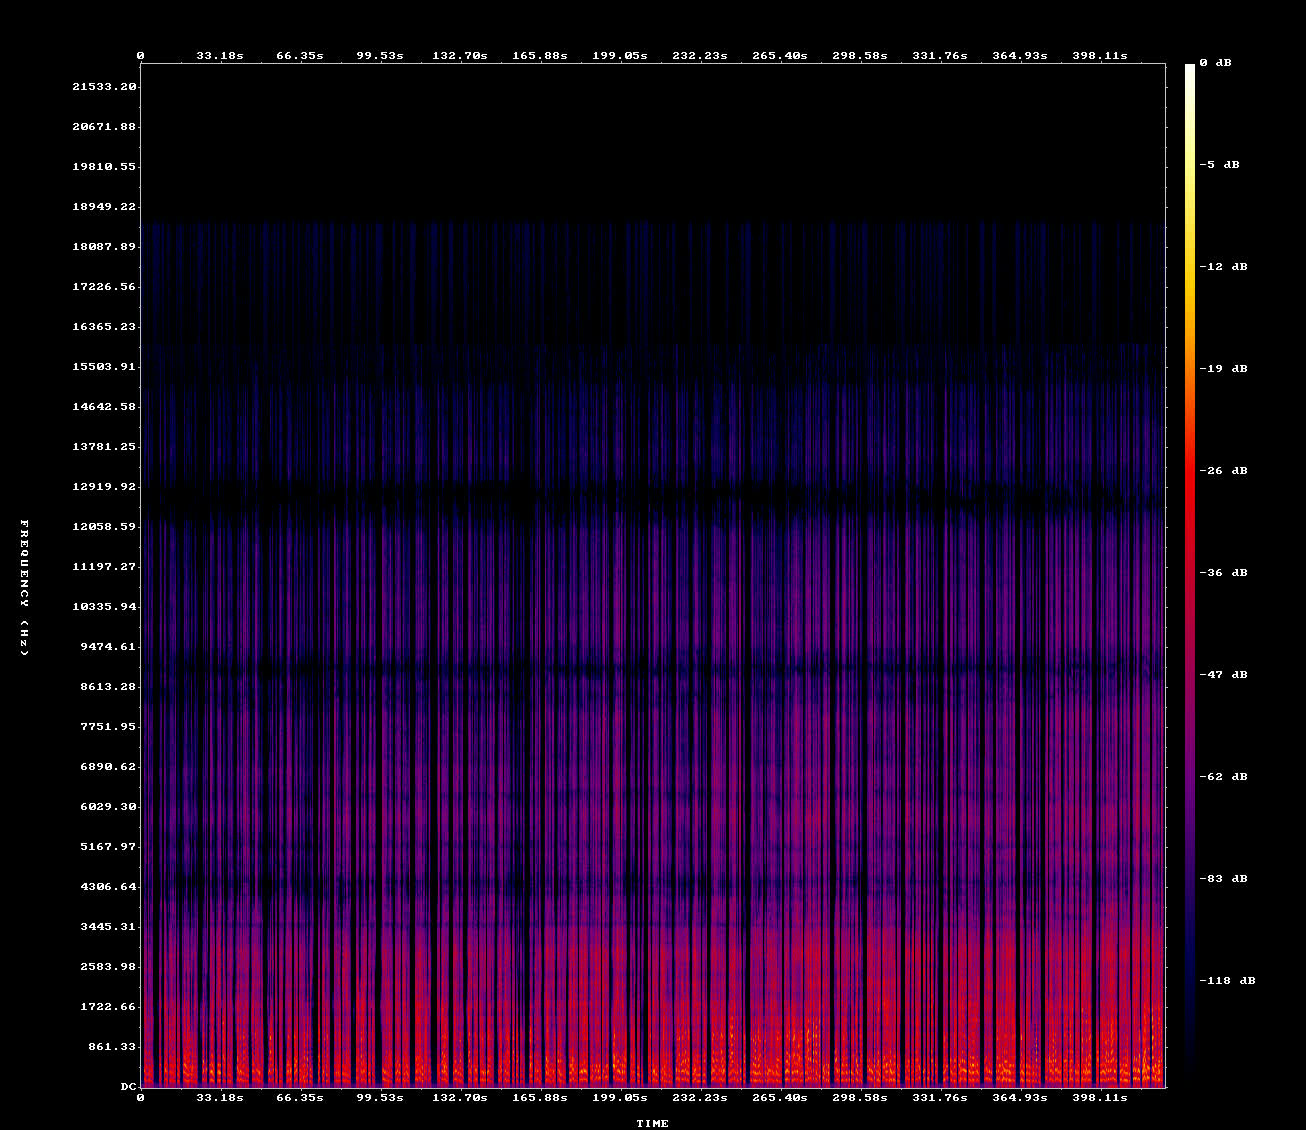 0 33.18s 66.35s 99.53s 132.70s 165.88s 199.05s 232.23s 265.40s 298.58s 331.76s 364.93s 398.11s
0 dB
21533.20
20671.88
-5 dB
19810.55
18949.22
18087.89
-12 dB
17226.56
16365.23
15503.91
-19 dB
14642.58
13781.25
-26 dB
12919.92
12058.59
11197.27
-36 dB
10335.94
9474.61
FREQUENCY (Hz)
-47 dB
8613.28
7751.95
6890.62
-62 dB
6029.30
5167.97
-83 dB
4306.64
3445.31
2583.98
-118 dB
1722.66
861.33
DC
0 33.18s 66.35s 99.53s 132.70s 165.88s 199.05s 232.23s 265.40s 298.58s 331.76s 364.93s 398.11s
TIME